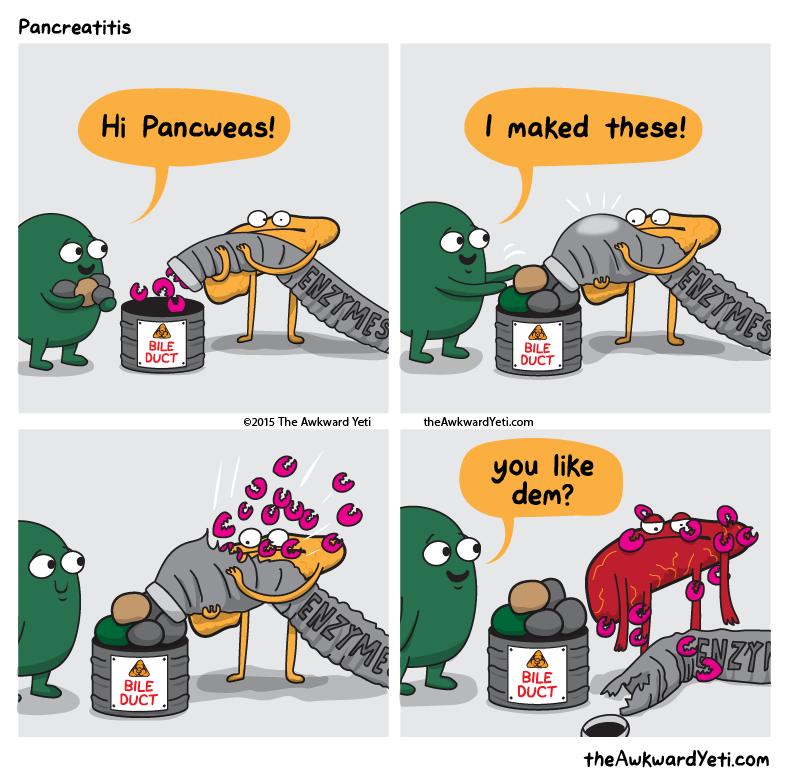 Pancreatitis
Hi Pancweas!
ENZYMES
BILE
DUCT
I maked these!
ENZYMES
BILE
DUCT
©2015 The Awkward Yeti
theAwkwardYeti.com
ENZYME
BILE
DUCT
you like
dem?
ENZY
BILE
DUCT
theAwkwardYeti.com